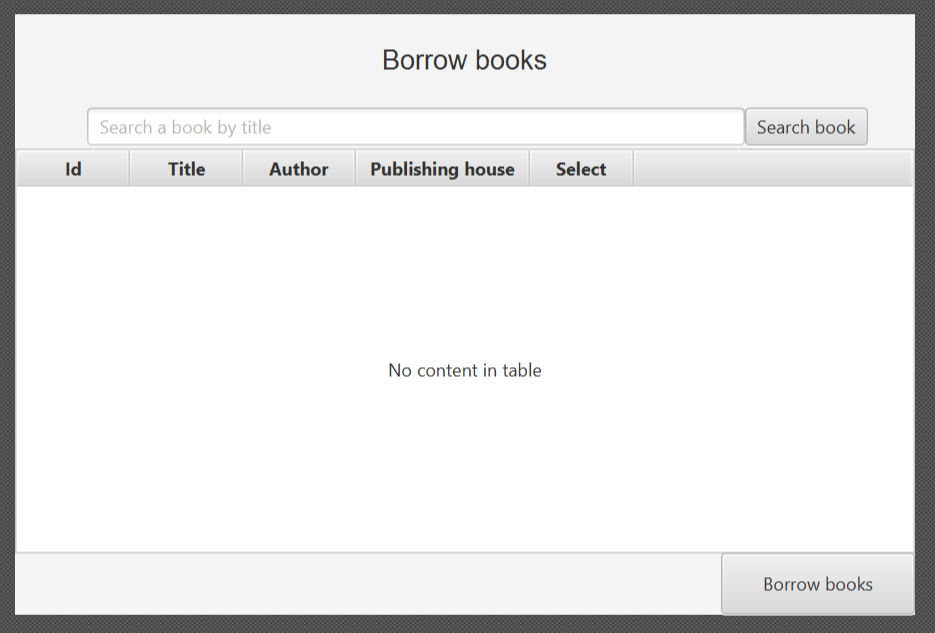 Borrow books
Search a book by title
Search book
Id Title Author Publishing house Select
No content in table
Borrow books